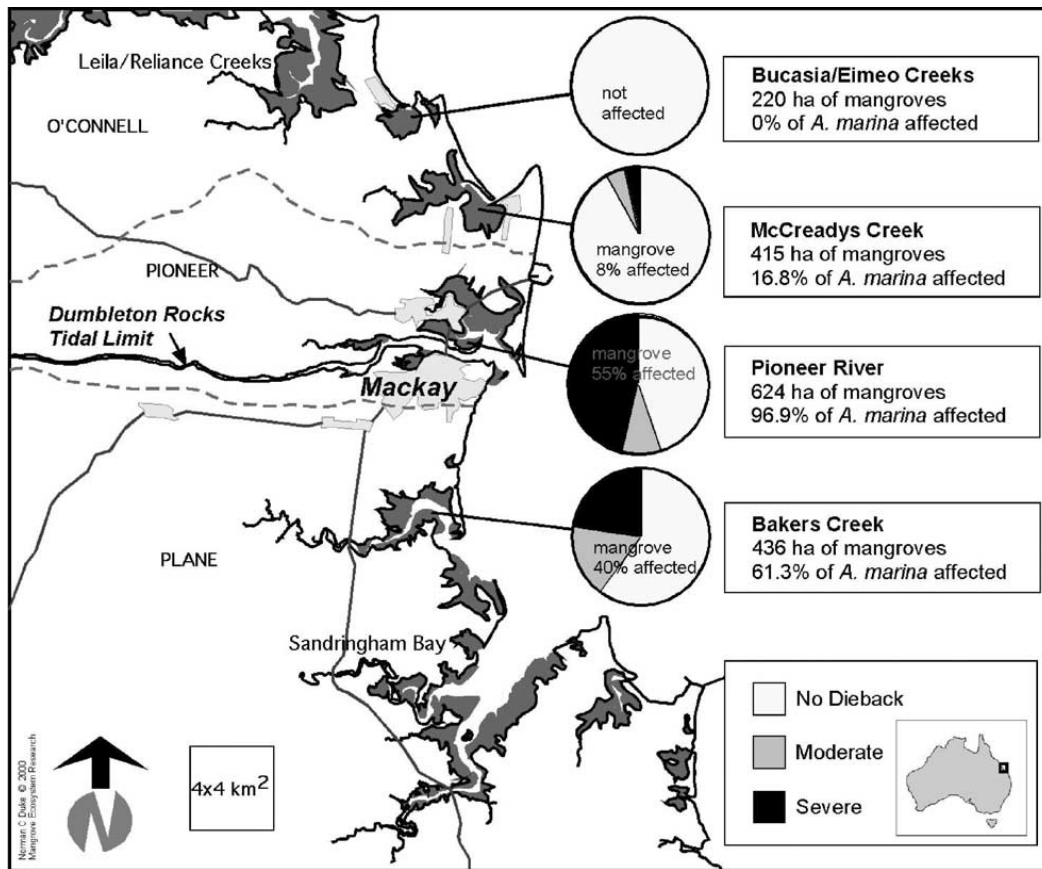 Leila/Reliance Creeks
O'CONNELL
PIONEER
Dumbleton Rocks
Tidal Limit
Mackay
PLANE
Sandringham Bay
not
affected
Bucasia/Eimeo Creeks
220 ha of mangroves
0% of A. marina affected
mangrove
8% affected
McCreadys Creek
415 ha of mangroves
16.8% of A. marina affected
mangrove
55% affected
Pioneer River
624 ha of mangroves
96.9% of A. marina affected
mangrove
40% affected
Bakers Creek
436 ha of mangroves
61.3% of A. marina affected
No Dieback
Moderate
Severe
4x4 km²
N
Norman C Duke © 2000
Mangrove Ecosystem Research